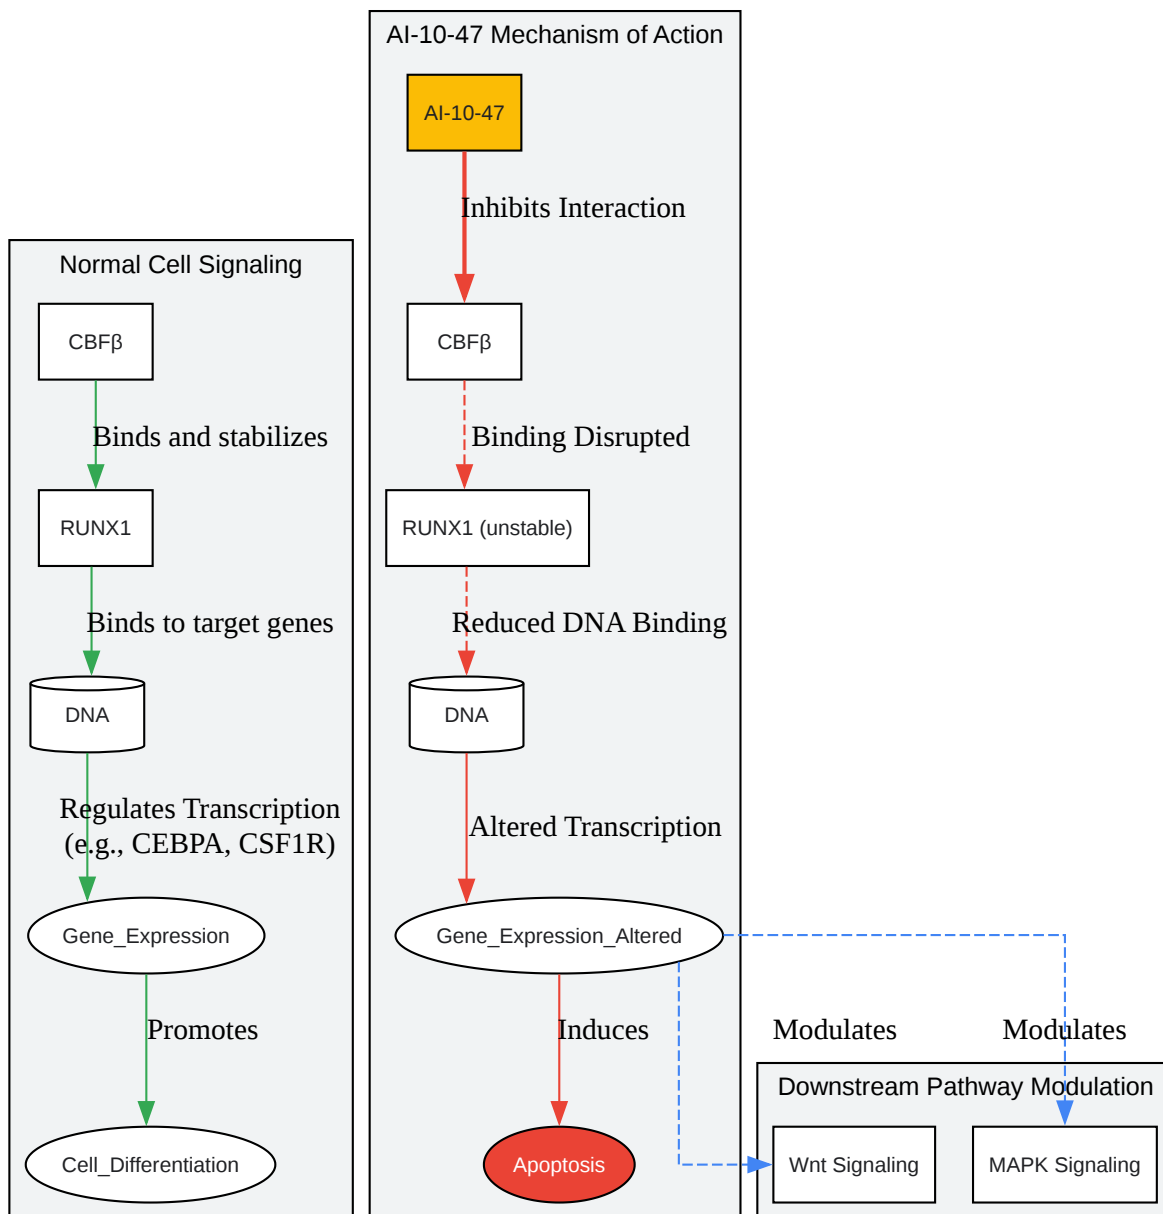 AI-10-47 Mechanism of Action
AI-10-47
Inhibits Interaction
Normal Cell Signaling
CBFβ
CBFβ
Binds and stabilizes
Binding Disrupted
RUNX1
RUNX1 (unstable)
Binds to target genes
Reduced DNA Binding
DNA
DNA
Regulates Transcription
(e.g., CEBPA, CSF1R)
Altered Transcription
Gene_Expression
Gene_Expression_Altered
Promotes
Induces
Modulates
Modulates
Downstream Pathway Modulation
Cell_Differentiation
Apoptosis
Wnt Signaling
MAPK Signaling